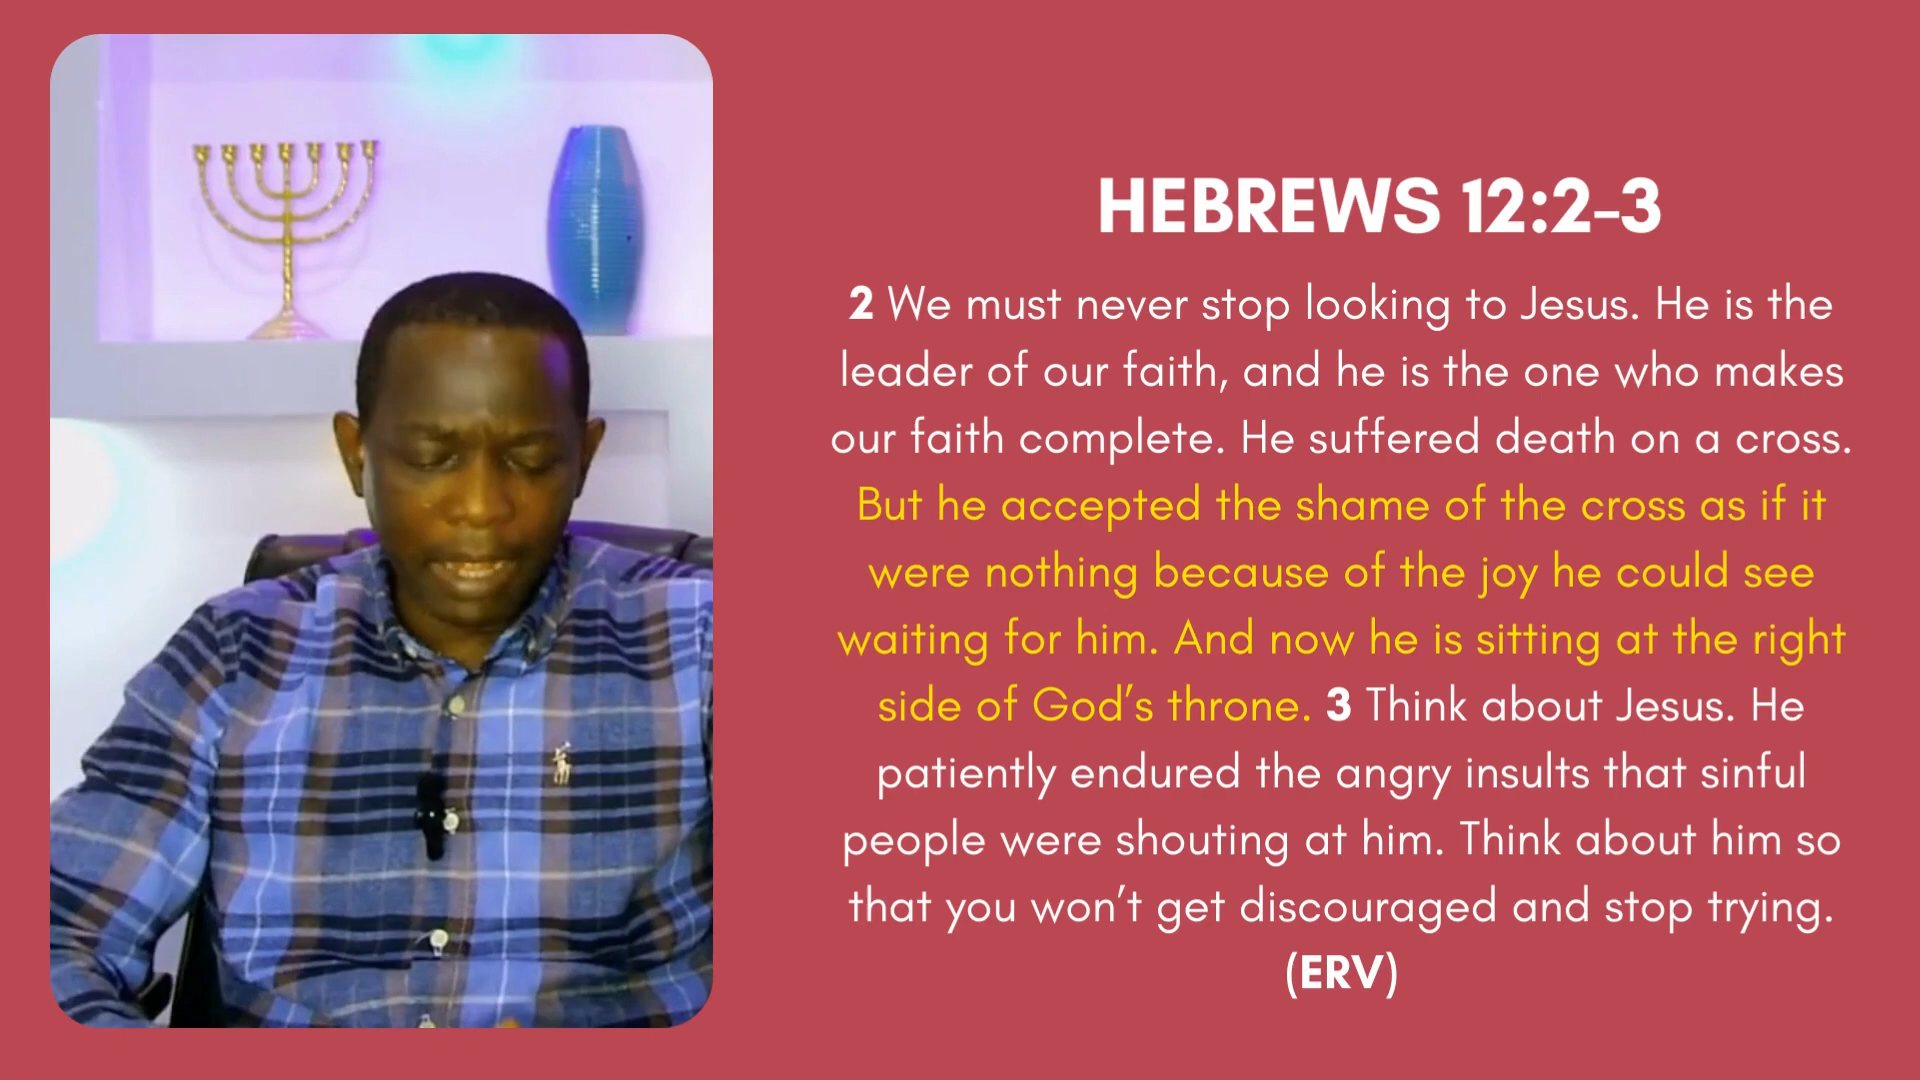 HEBREWS 12:2-3
2 We must never stop looking to Jesus. He is the
leader of our faith, and he is the one who makes
our faith complete. He suffered death on a cross.
But he accepted the shame of the cross as if it
were nothing because of the joy he could see
waiting for him. And now he is sitting at the right
side of God’s throne. 3 Think about Jesus. He
patiently endured the angry insults that sinful
people were shouting at him. Think about him so
that you won’t get discouraged and stop trying.
(ERV)